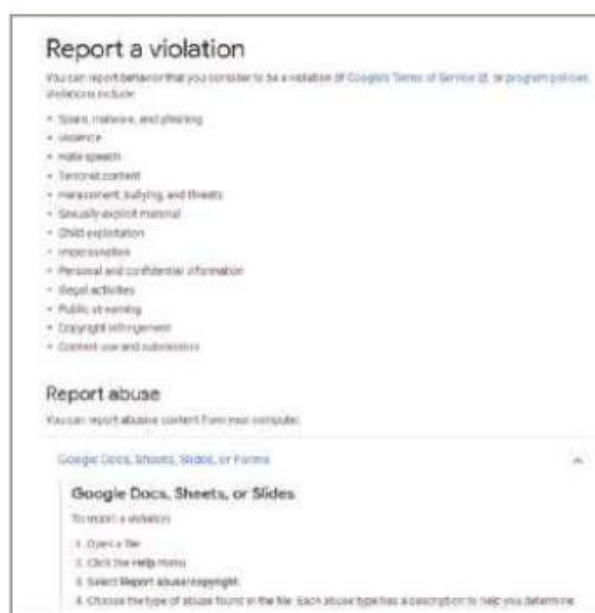 Report a violation
You can report behavior that you consider to be a violation of Google's Terms of Service or program policies.
Violations include:
• Spam, malware, and phishing
• Violence
• Hate speech
• Terrorist content
• Harassment, bullying, and threats
• Sexually explicit material
• Child exploitation
• Impersonation
• Personal and confidential information
• Illegal activities
• Public streaming
• Copyright infringement
• Content use and submission
Report abuse
You can report abusive content from your computer.
Google Docs, Sheets, Slides, or Forms
Google Docs, Sheets, or Slides
To report a violation
1. Open a file
2. Click the Help menu
3. Select Report abuse/copyright.
4. Choose the type of abuse found in the file. Each abuse type has a description to help you determine